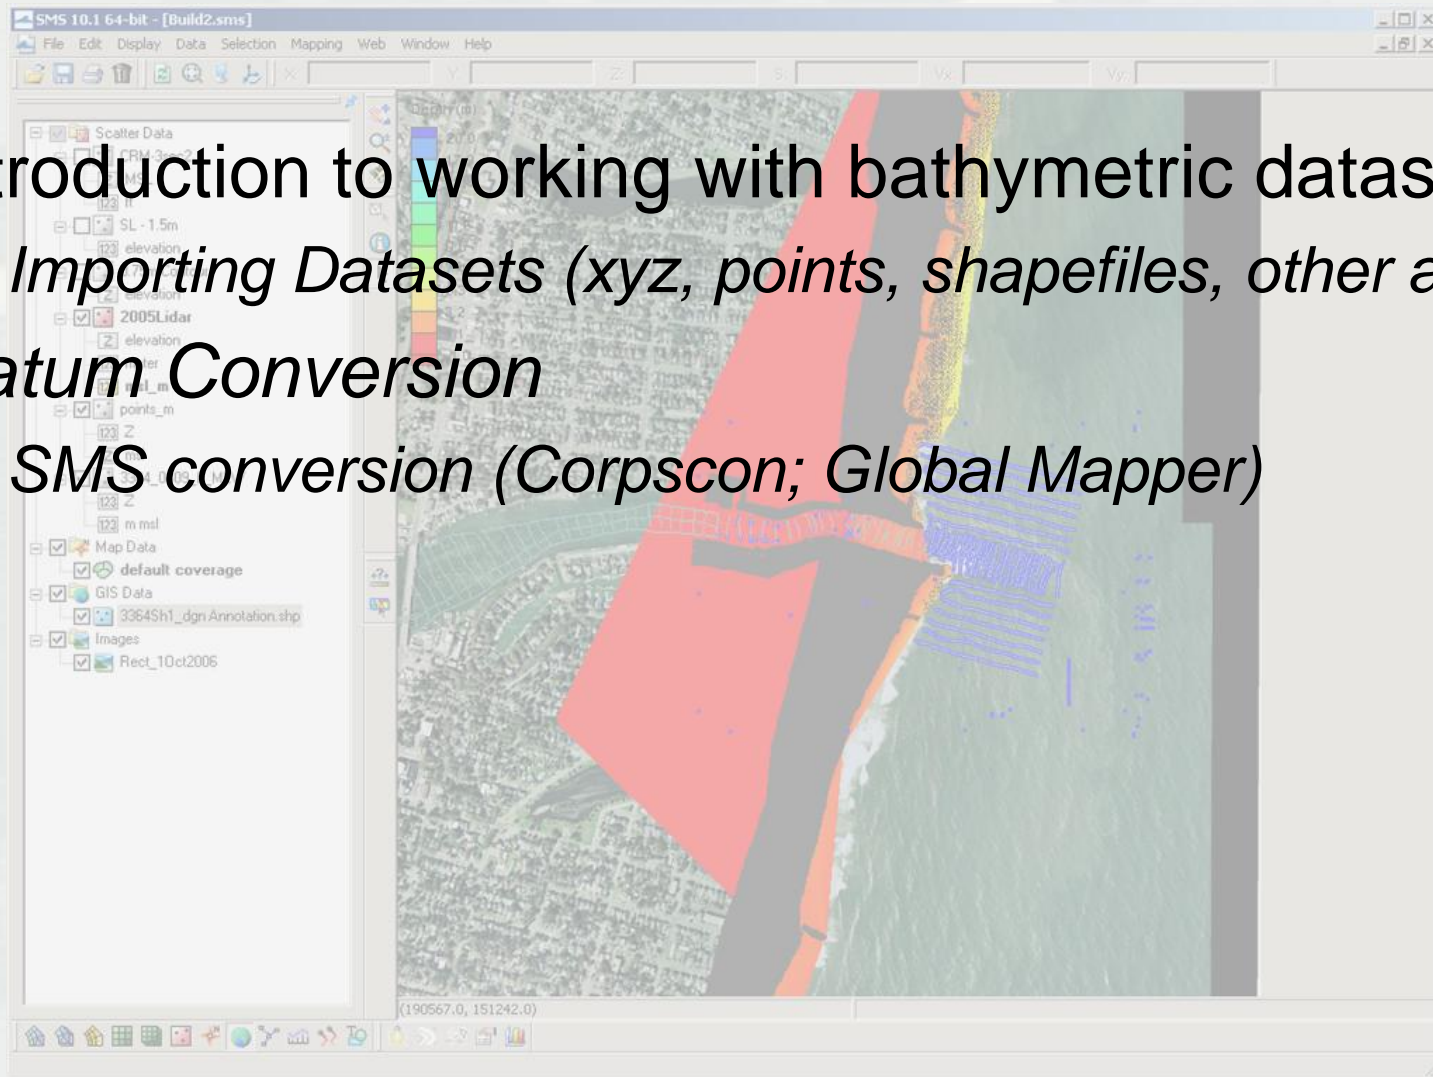 SMS 10.1 64-bit - [Build2.sms]
File Edit Display Data Selection Mapping Web Window Help
X: Y: Z: S: Vx: Vy:
troduction to working with bathymetric datas
Importing Datasets (xyz, points, shapefiles, other a
atum Conversion
SMS conversion (Corpscon; Global Mapper)
Scatter Data
SL - 1.5m
elevation
elevation
2005Lidar
elevation
points_m
Z
Z
m msl
Map Data
default coverage
GIS Data
3364Sh1_dgn Annotation.shp
Images
Rect_1Oct2006
(190567.0, 151242.0)